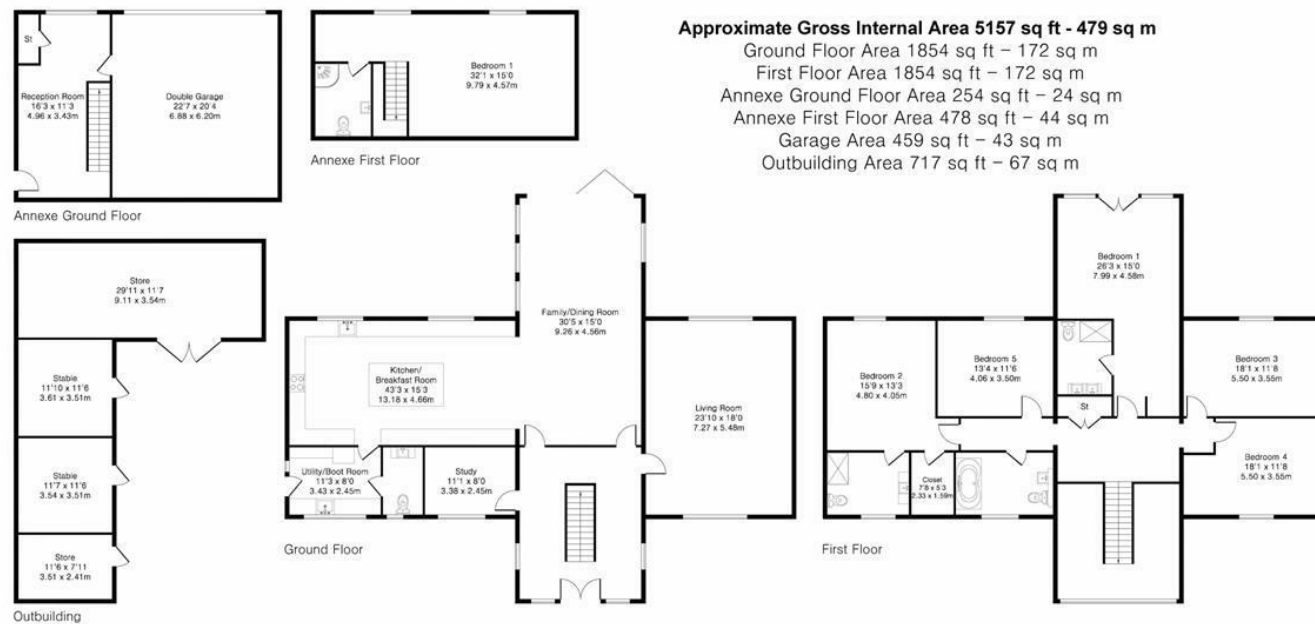 Approximate Gross Internal Area 5157 sq ft - 479 sq m
Ground Floor Area 1854 sq ft – 172 sq m
First Floor Area 1854 sq ft – 172 sq m
Annexe Ground Floor Area 254 sq ft – 24 sq m
Annexe First Floor Area 478 sq ft – 44 sq m
Garage Area 459 sq ft – 43 sq m
Outbuilding Area 717 sq ft – 67 sq m
St
Reception Room
16'3 x 11'3
4.96 x 3.43m
Double Garage
22'7 x 20'4
6.88 x 6.20m
Annexe Ground Floor
Bedroom 1
32'1 x 15'0
9.79 x 4.57m
Annexe First Floor
Store
29'11 x 11'7
9.11 x 3.54m
Stable
11'10 x 11'6
3.61 x 3.51m
Stable
11'7 x 11'6
3.54 x 3.51m
Store
11'6 x 7'11
3.51 x 2.41m
Outbuilding
Family/Dining Room
30'5 x 15'0
9.26 x 4.56m
Kitchen/
Breakfast Room
43'3 x 15'3
13.18 x 4.66m
Living Room
23'10 x 18'0
7.27 x 5.48m
Utility/Boot Room
11'3 x 8'0
3.43 x 2.45m
Study
11'1 x 8'0
3.38 x 2.45m
Ground Floor
Bedroom 1
26'3 x 15'0
7.99 x 4.58m
Bedroom 2
15'9 x 13'3
4.80 x 4.05m
Bedroom 5
13'4 x 11'6
4.06 x 3.50m
Bedroom 3
18'1 x 11'8
5.50 x 3.55m
St
Bedroom 4
18'1 x 11'8
5.50 x 3.55m
Closet
7'8 x 5'3
2.33 x 1.59m
First Floor